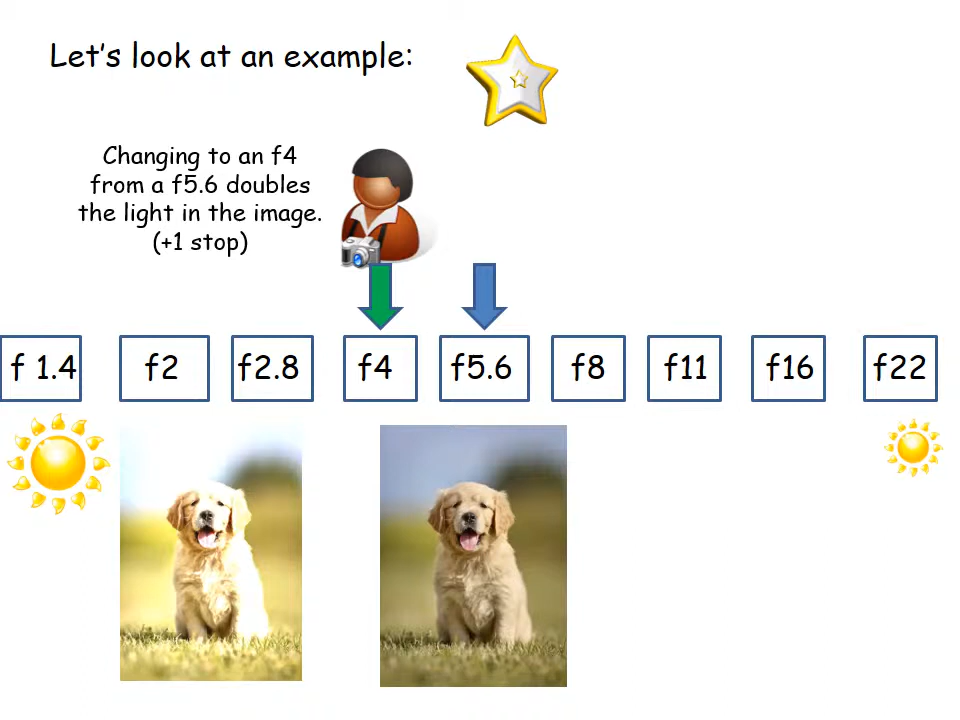 Let's look at an example:
Changing to an f4
from a f5.6 doubles
the light in the image.
(+1 stop)
f 1.4 f2 f2.8 f4 f5.6 f8 f11 f16 f22